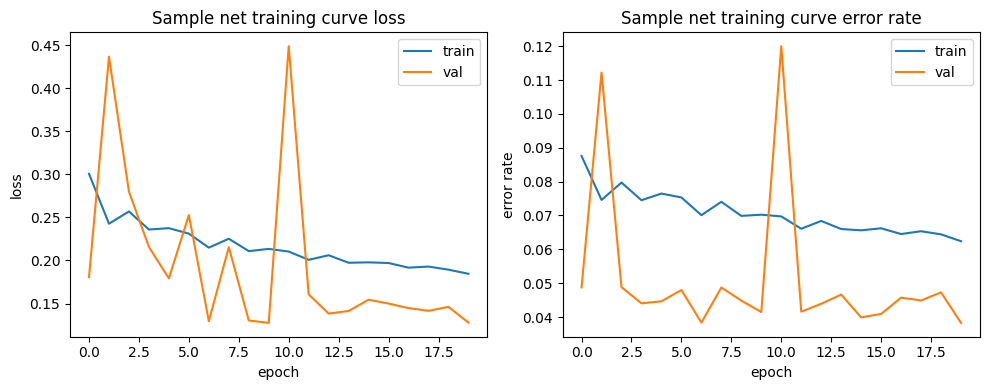 Sample net training curve loss
train
val
0.45
0.40
0.35
0.30
0.25
0.20
0.15
loss
0.0 2.5 5.0 7.5 10.0 12.5 15.0 17.5
epoch
Sample net training curve error rate
train
val
0.12
0.11
0.10
0.09
0.08
0.07
0.06
0.05
0.04
error rate
0.0 2.5 5.0 7.5 10.0 12.5 15.0 17.5
epoch